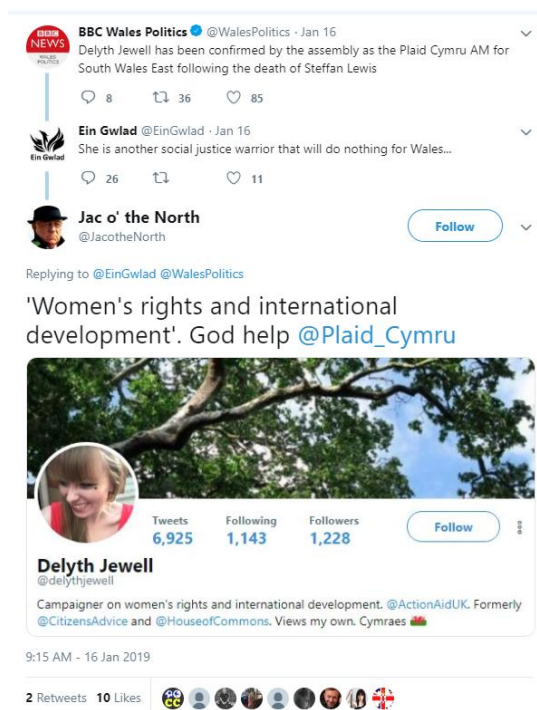 BBC Wales Politics @WalesPolitics · Jan 16
BBC
NEWS
WALES
POLITICS
Delyth Jewell has been confirmed by the assembly as the Plaid Cymru AM for
South Wales East following the death of Steffan Lewis
8 36 85
Ein Gwlad @EinGwlad · Jan 16
Ein Gwlad
She is another social justice warrior that will do nothing for Wales...
26 11
Jac o' the North
@JacotheNorth
Follow
Replying to @EinGwlad @WalesPolitics
'Women's rights and international
development'. God help @Plaid_Cymru
Tweets Following Followers
6,925 1,143 1,228
Follow
Delyth Jewell
@delythjewell
Campaigner on women's rights and international development. @ActionAidUK. Formerly
@CitizensAdvice and @HouseofCommons. Views my own. Cymraes
9:15 AM - 16 Jan 2019
2 Retweets 10 Likes